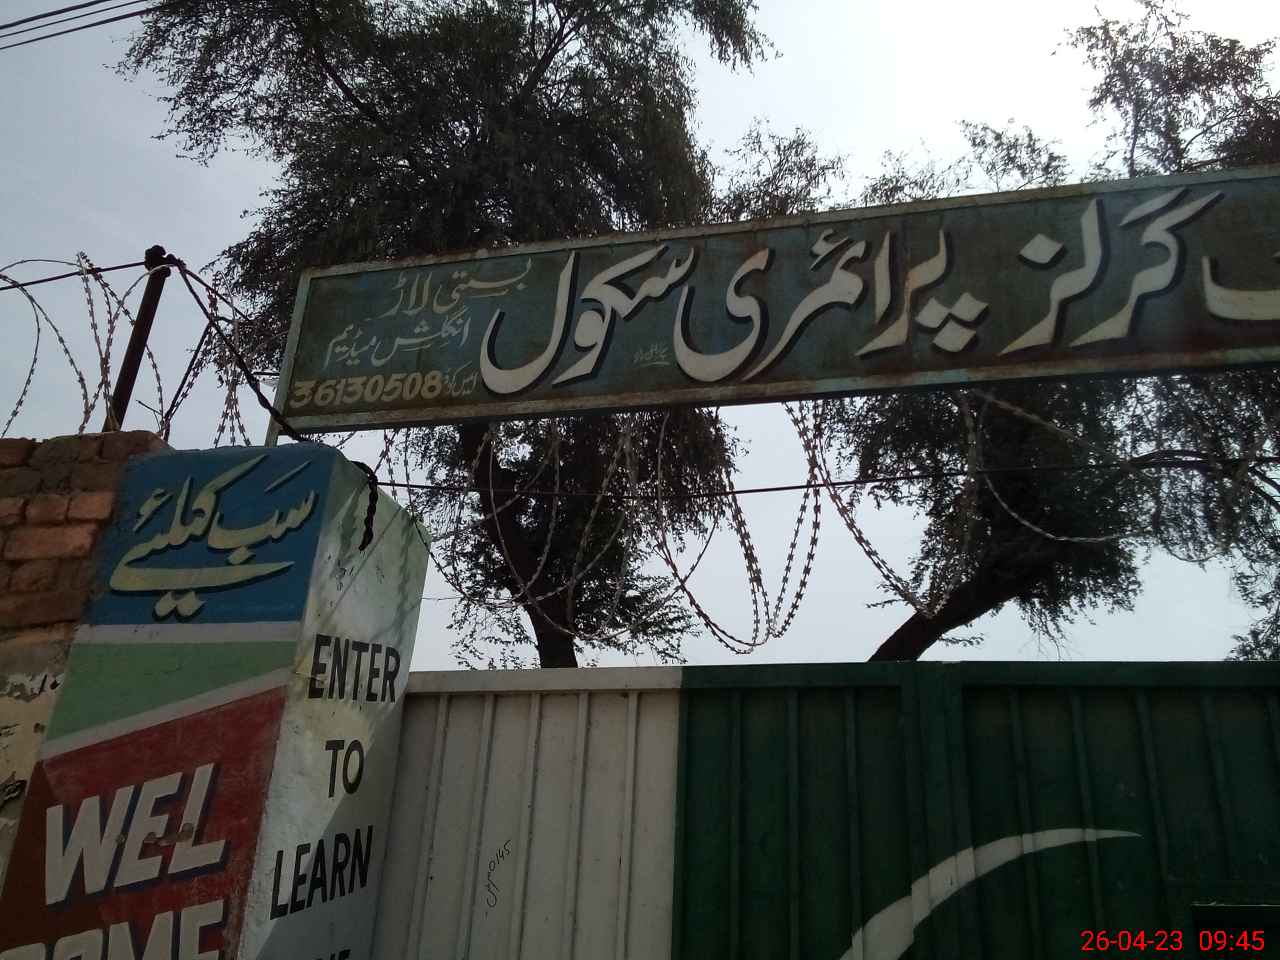 گرلز پرائمری سکول
بستی لاڑ
انگلش میڈیم
36130508
سب کیلئے
WEL
COME
ENTER
TO
LEARN
26-04-23 09:45